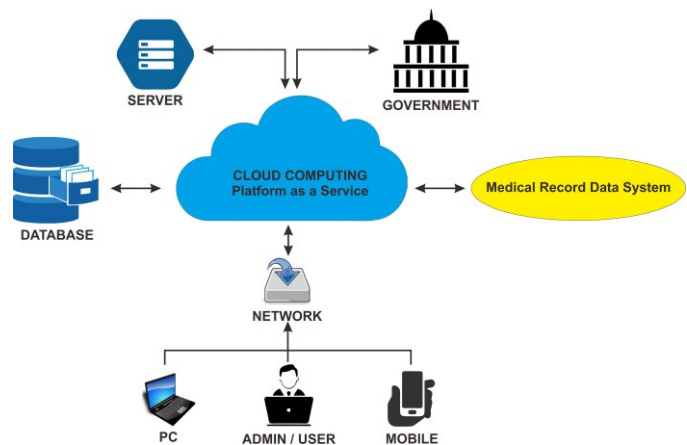 SERVER
GOVERNMENT
CLOUD COMPUTING
Platform as a Service
Medical Record Data System
DATABASE
NETWORK
PC
ADMIN / USER
MOBILE